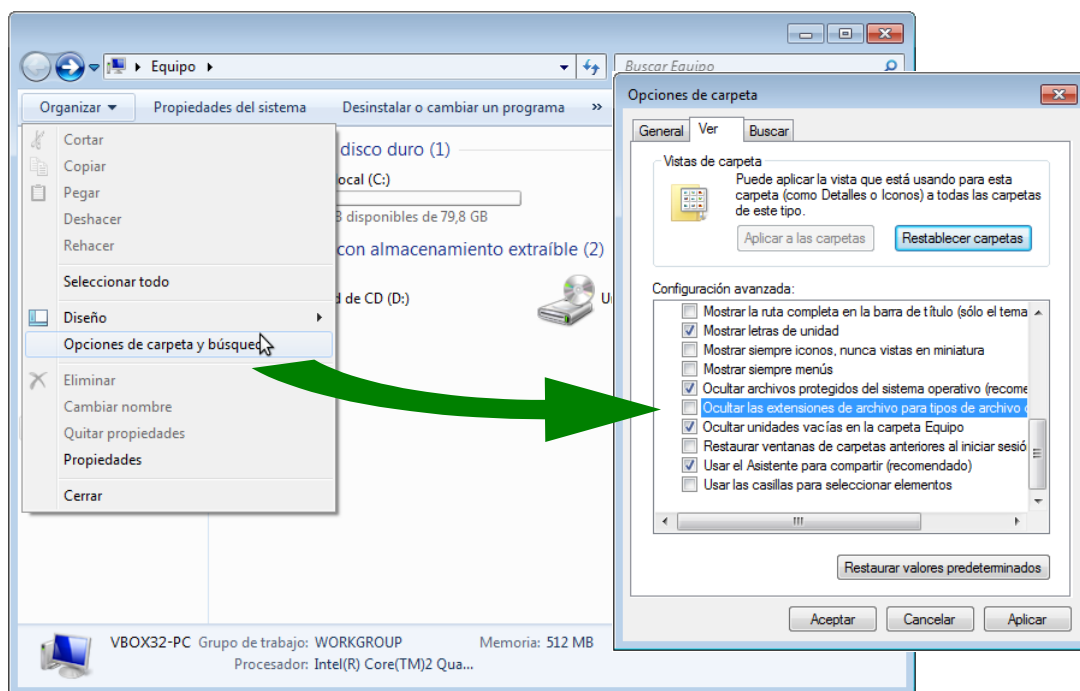 Equipo
Buscar Equipo
Organizar
Propiedades del sistema
Desinstalar o cambiar un programa
»
Cortar
Copiar
Pegar
Deshacer
Rehacer
Seleccionar todo
Diseño
Opciones de carpeta y búsqued
Eliminar
Cambiar nombre
Quitar propiedades
Propiedades
Cerrar
disco duro (1)
ocal (C:)
disponibles de 79,8 GB
con almacenamiento extraíble (2)
d de CD (D:)
VBOX32-PC Grupo de trabajo: WORKGROUP Memoria: 512 MB
Procesador: Intel(R) Core(TM)2 Qua...
Opciones de carpeta
General Ver Buscar
Vistas de carpeta
Puede aplicar la vista que está usando para esta
carpeta (como Detalles o Iconos) a todas las carpetas
de este tipo.
Aplicar a las carpetas Restablecer carpetas
Configuración avanzada:
Mostrar la ruta completa en la barra de título (sólo el tema
Mostrar letras de unidad
Mostrar siempre iconos, nunca vistas en miniatura
Mostrar siempre menús
Ocultar archivos protegidos del sistema operativo (recome
Ocultar las extensiones de archivo para tipos de archivo
Ocultar unidades vacías en la carpeta Equipo
Restaurar ventanas de carpetas anteriores al iniciar sesió
Usar el Asistente para compartir (recomendado)
Usar las casillas para seleccionar elementos
Restaurar valores predeterminados
Aceptar Cancelar Aplicar